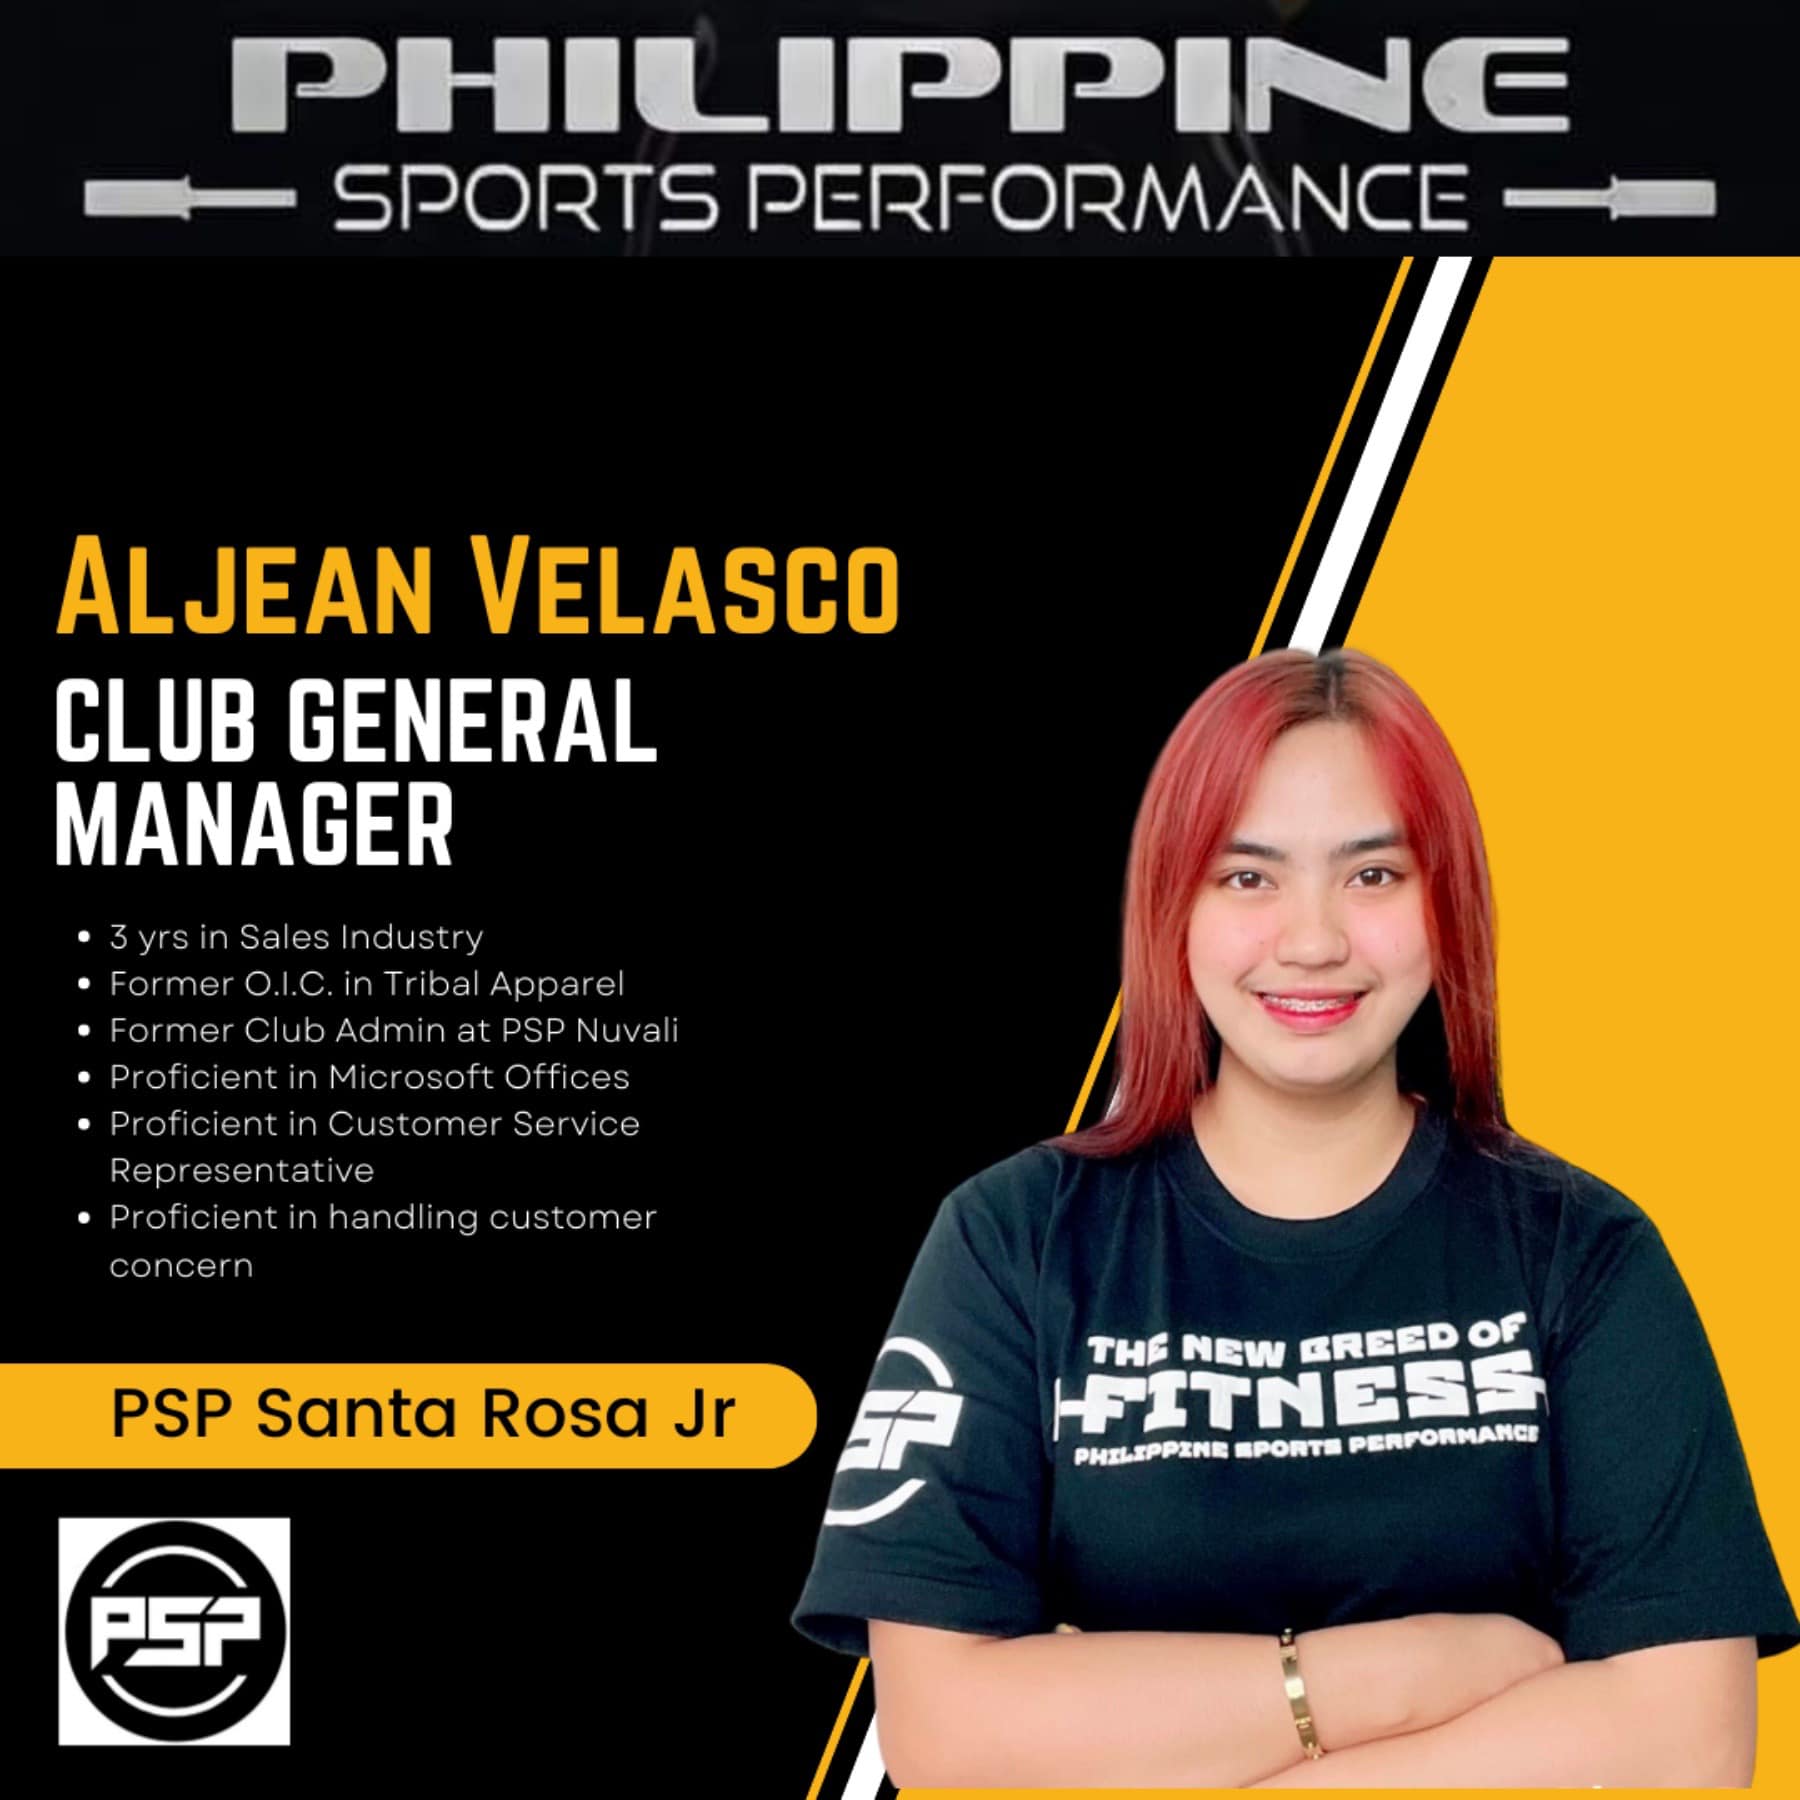 PHILIPPINE
SPORTS PERFORMANCE
ALJEAN VELASCO
CLUB GENERAL
MANAGER
• 3 yrs in Sales Industry
• Former O.I.C. in Tribal Apparel
• Former Club Admin at PSP Nuvali
• Proficient in Microsoft Offices
• Proficient in Customer Service
Representative
• Proficient in handling customer
concern
PSP Santa Rosa Jr
THE NEW BREED OF
FITNESS
PHILIPPINE SPORTS PERFORMANCE
PSP
PSP